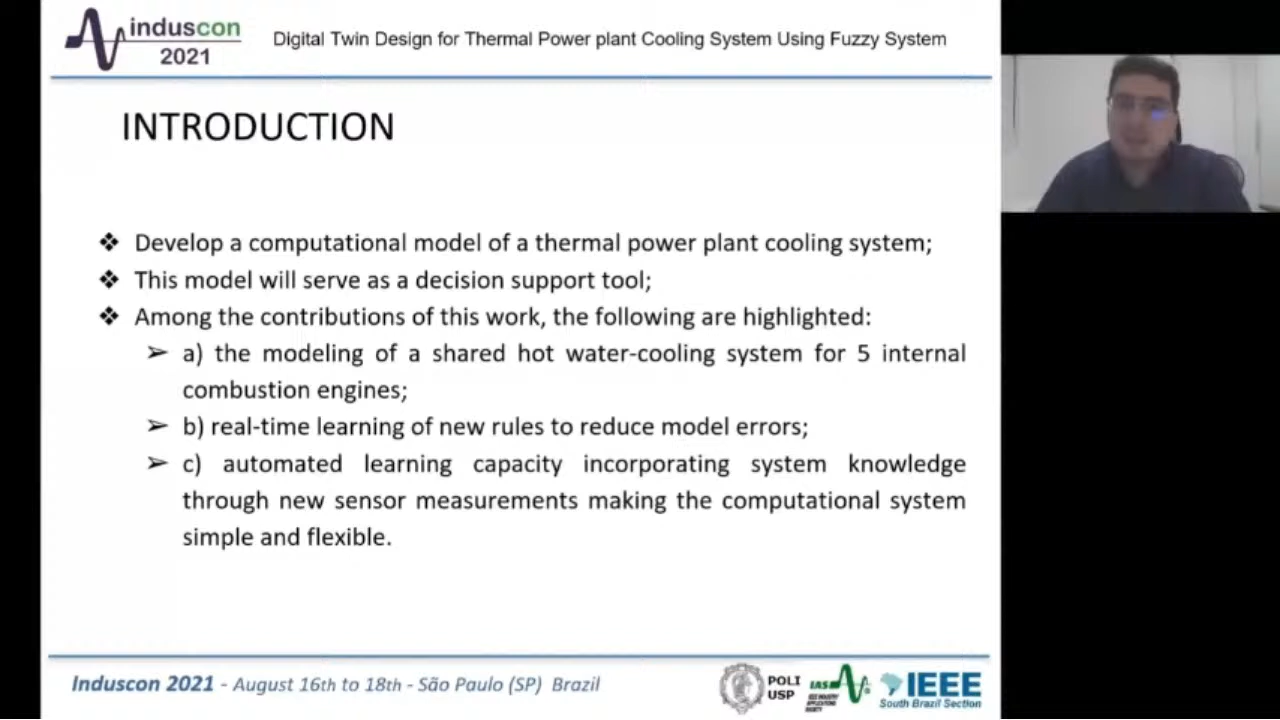 induscon
2021
Digital Twin Design for Thermal Power plant Cooling System Using Fuzzy System
INTRODUCTION
❖ Develop a computational model of a thermal power plant cooling system;
❖ This model will serve as a decision support tool;
❖ Among the contributions of this work, the following are highlighted:
➢ a) the modeling of a shared hot water-cooling system for 5 internal
combustion engines;
➢ b) real-time learning of new rules to reduce model errors;
➢ c) automated learning capacity incorporating system knowledge
through new sensor measurements making the computational system
simple and flexible.
Induscon 2021 - August 16th to 18th - São Paulo (SP) Brazil
POLI
USP
IAS
IEEE INDUSTRY
APPLICATIONS
SOCIETY
IEEE
South Brazil Section